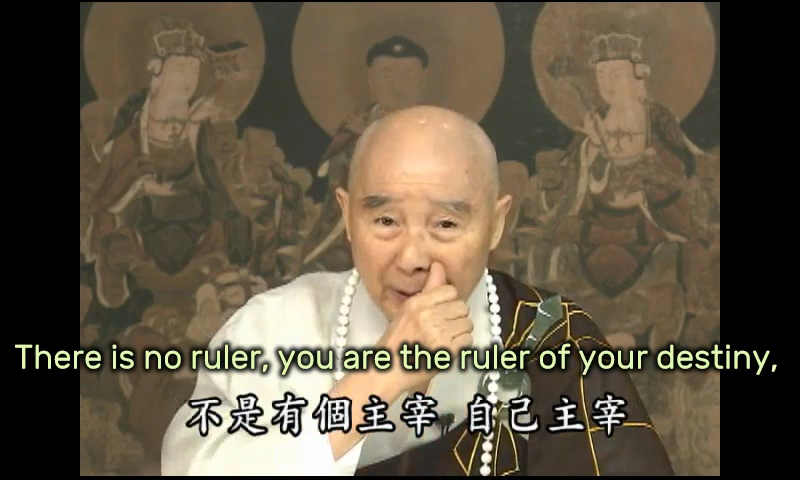 There is no ruler, you are the ruler of your destiny,
不是有個主宰 自己主宰